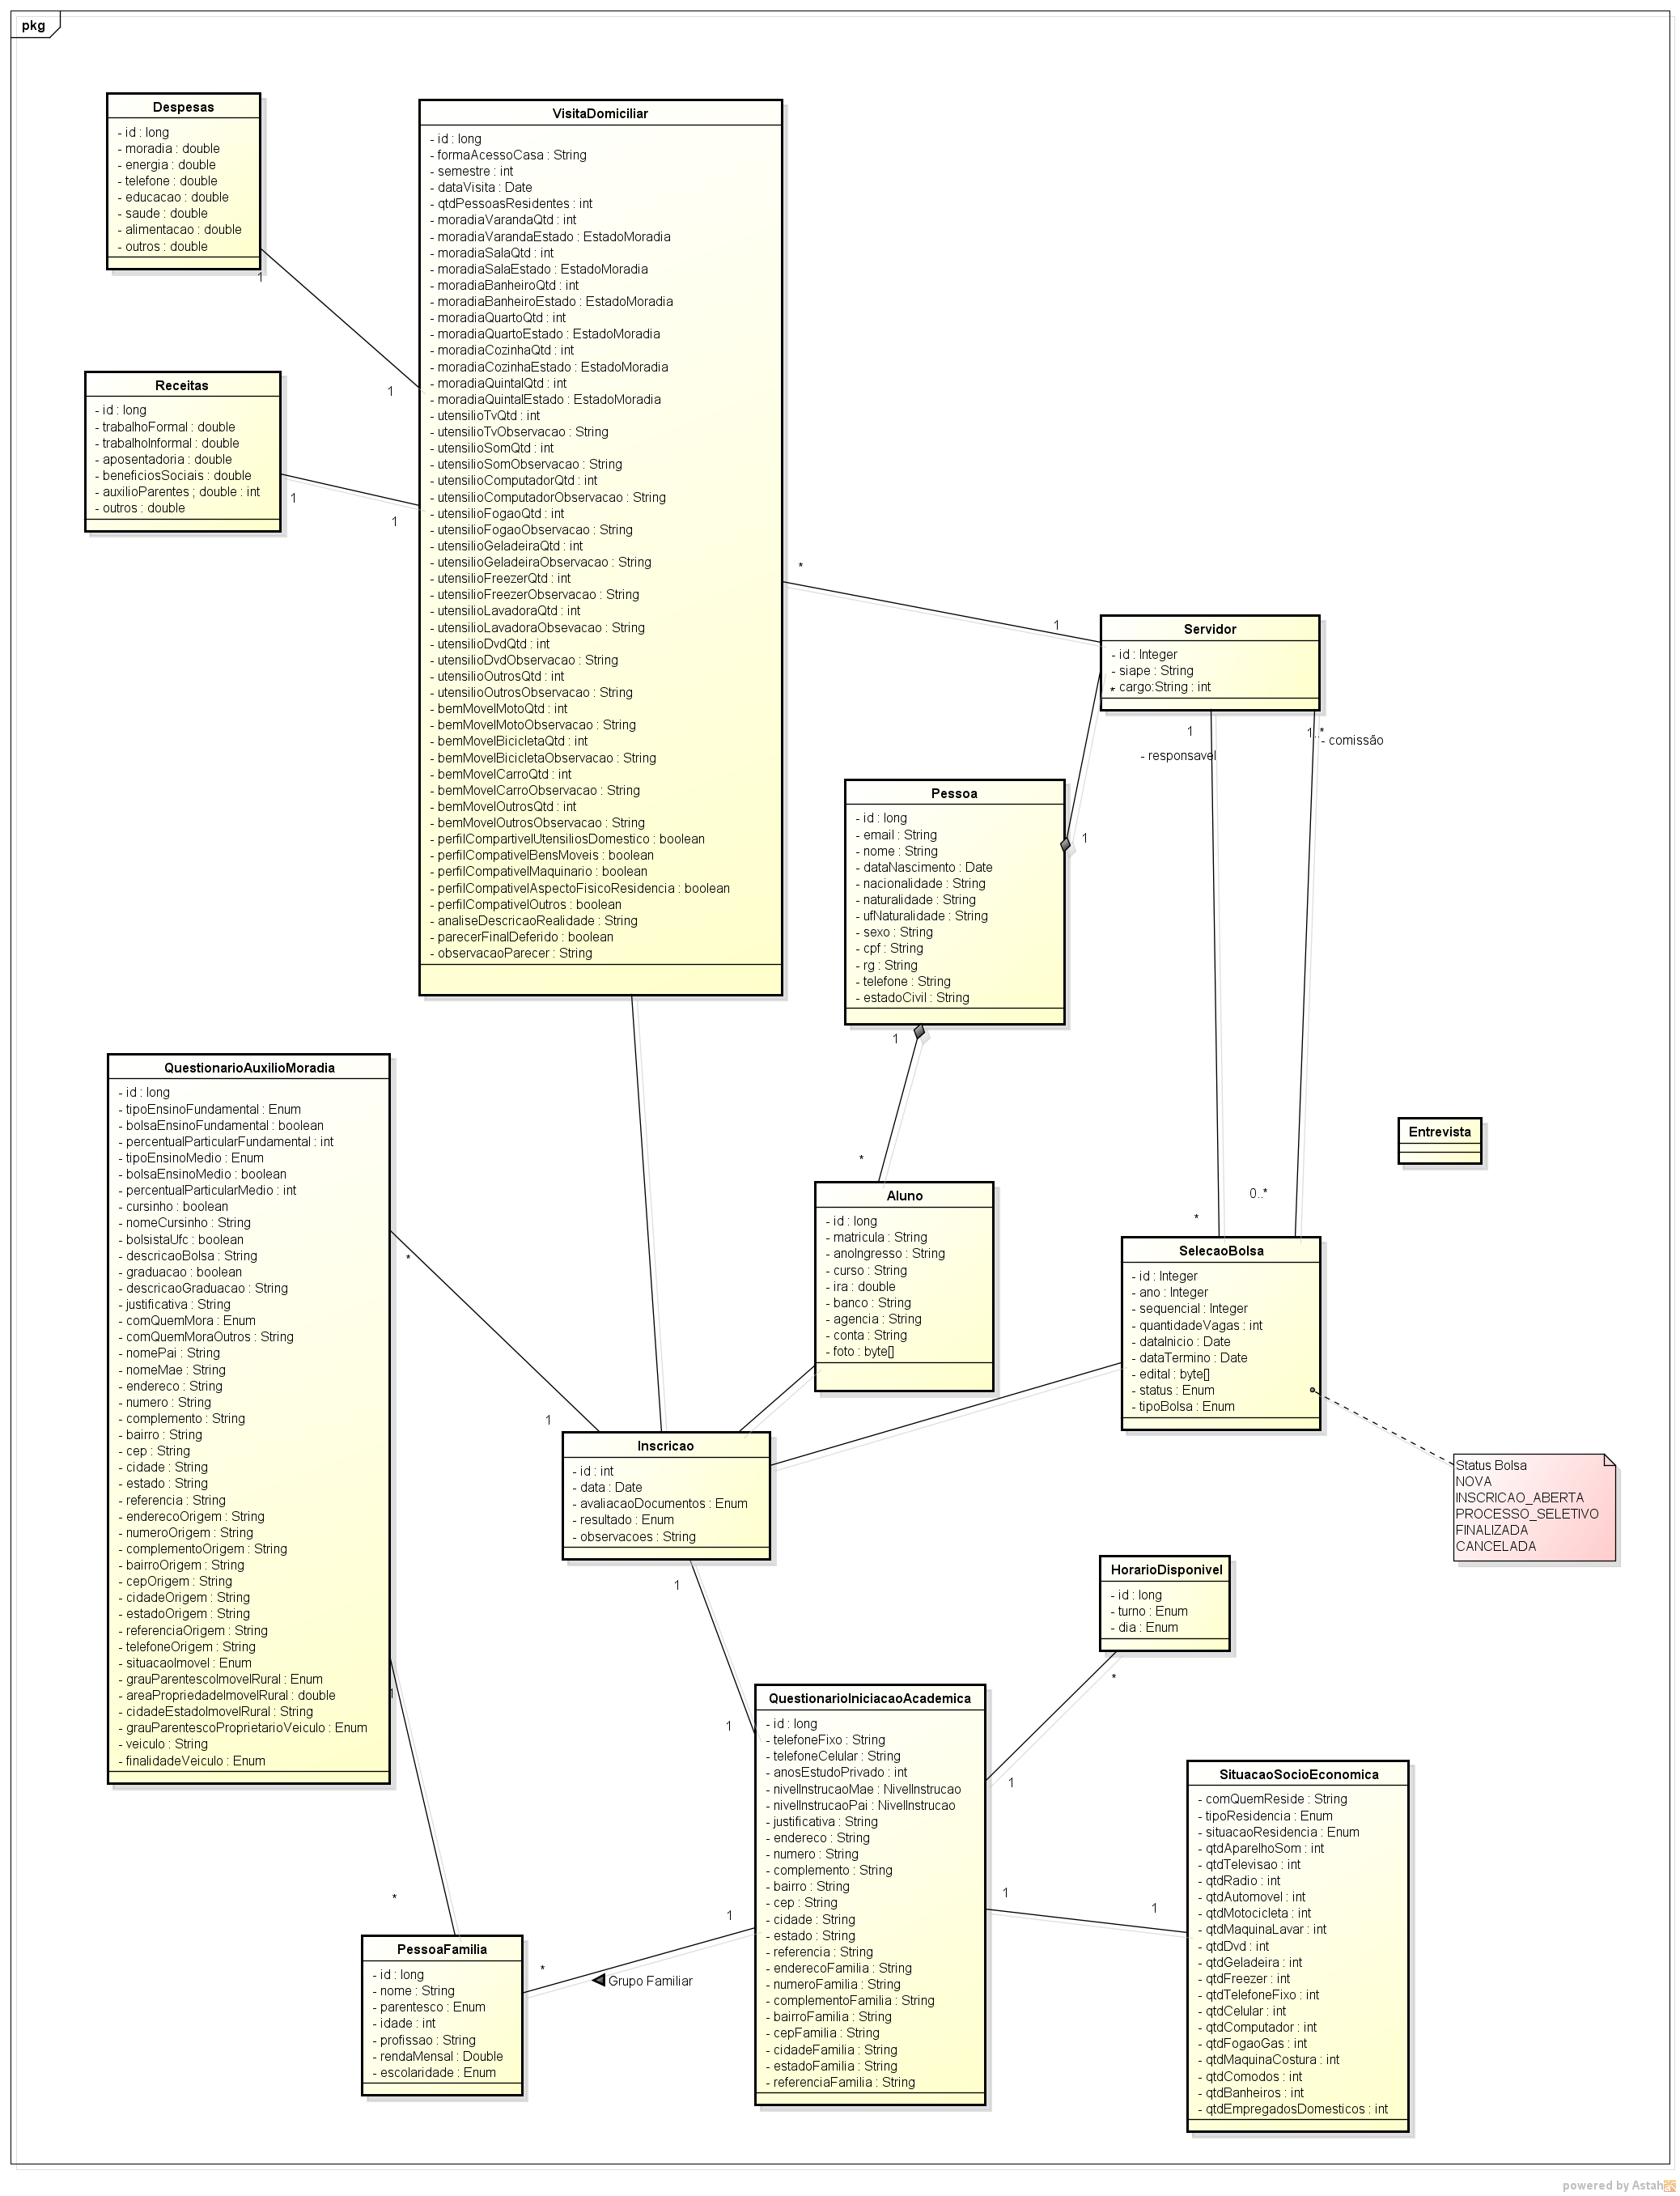 pkg
Despesas
- id : long
- moradia : double
- energia : double
- telefone : double
- educacao : double
- saude : double
- alimentacao : double
- outros : double
1
1
Receitas
- id : long
- trabalhoFormal : double
- trabalhoInformal : double
- aposentadoria : double
- beneficiosSociais : double
- auxilioParentes ; double : int
- outros : double
1
1
VisitaDomiciliar
- id : long
- formaAcessoCasa : String
- semestre : int
- dataVisita : Date
- qtdPessoasResidentes : int
- moradiaVarandaQtd : int
- moradiaVarandaEstado : EstadoMoradia
- moradiaSalaQtd : int
- moradiaSalaEstado : EstadoMoradia
- moradiaBanheiroQtd : int
- moradiaBanheiroEstado : EstadoMoradia
- moradiaQuartoQtd : int
- moradiaQuartoEstado : EstadoMoradia
- moradiaCozinhaQtd : int
- moradiaCozinhaEstado : EstadoMoradia
- moradiaQuintalQtd : int
- moradiaQuintalEstado : EstadoMoradia
- utensilioTvQtd : int
- utensilioTvObservacao : String
- utensilioSomQtd : int
- utensilioSomObservacao : String
- utensilioComputadorQtd : int
- utensilioComputadorObservacao : String
- utensilioFogaoQtd : int
- utensilioFogaoObservacao : String
- utensilioGeladeiraQtd : int
- utensilioGeladeiraObservacao : String
- utensilioFreezerQtd : int
- utensilioFreezerObservacao : String
- utensilioLavadoraQtd : int
- utensilioLavadoraObsevacao : String
- utensilioDvdQtd : int
- utensilioDvdObservacao : String
- utensilioOutrosQtd : int
- utensilioOutrosObservacao : String
- bemMovelMotoQtd : int
- bemMovelMotoObservacao : String
- bemMovelBicicletaQtd : int
- bemMovelBicicletaObservacao : String
- bemMovelCarroQtd : int
- bemMovelCarroObservacao : String
- bemMovelOutrosQtd : int
- bemMovelOutrosObservacao : String
- perfilCompartivelUtensiliosDomestico : boolean
- perfilCompativelBensMoveis : boolean
- perfilCompativelMaquinario : boolean
- perfilCompativelAspectoFisicoResidencia : boolean
- perfilCompativelOutros : boolean
- analiseDescricaoRealidade : String
- parecerFinalDeferido : boolean
- observacaoParecer : String
*
1
Servidor
- id : Integer
- siape : String
* cargo:String : int
1
- responsavel
1..*
- comissão
Pessoa
- id : long
- email : String
- nome : String
- dataNascimento : Date
- nacionalidade : String
- naturalidade : String
- ufNaturalidade : String
- sexo : String
- cpf : String
- rg : String
- telefone : String
- estadoCivil : String
1
1
*
Aluno
- id : long
- matricula : String
- anoIngresso : String
- curso : String
- ira : double
- banco : String
- agencia : String
- conta : String
- foto : byte[]
Entrevista
0..*
*
SelecaoBolsa
- id : Integer
- ano : Integer
- sequencial : Integer
- quantidadeVagas : int
- dataInicio : Date
- dataTermino : Date
- edital : byte[]
- status : Enum
- tipoBolsa : Enum
Status Bolsa
NOVA
INSCRICAO_ABERTA
PROCESSO_SELETIVO
FINALIZADA
CANCELADA
QuestionarioAuxilioMoradia
- id : long
- tipoEnsinoFundamental : Enum
- bolsaEnsinoFundamental : boolean
- percentualParticularFundamental : int
- tipoEnsinoMedio : Enum
- bolsaEnsinoMedio : boolean
- percentualParticularMedio : int
- cursinho : boolean
- nomeCursinho : String
- bolsistaUfc : boolean
- descricaoBolsa : String
- graduacao : boolean
- descricaoGraduacao : String
- justificativa : String
- comQuemMora : Enum
- comQuemMoraOutros : String
- nomePai : String
- nomeMae : String
- endereco : String
- numero : String
- complemento : String
- bairro : String
- cep : String
- cidade : String
- estado : String
- referencia : String
- enderecoOrigem : String
- numeroOrigem : String
- complementoOrigem : String
- bairroOrigem : String
- cepOrigem : String
- cidadeOrigem : String
- estadoOrigem : String
- referenciaOrigem : String
- telefoneOrigem : String
- situacaoImovel : Enum
- grauParentescoImovelRural : Enum
- areaPropriedadeImovelRural : double
- cidadeEstadoImovelRural : String
- grauParentescoProprietarioVeiculo : Enum
- veiculo : String
- finalidadeVeiculo : Enum
*
1
1
*
Inscricao
- id : int
- data : Date
- avaliacaoDocumentos : Enum
- resultado : Enum
- observacoes : String
1
1
HorarioDisponivel
- id : long
- turno : Enum
- dia : Enum
*
1
QuestionarioIniciacaoAcademica
- id : long
- telefoneFixo : String
- telefoneCelular : String
- anosEstudoPrivado : int
- nivelInstrucaoMae : NivelInstrucao
- nivelInstrucaoPai : NivelInstrucao
- justificativa : String
- endereco : String
- numero : String
- complemento : String
- bairro : String
- cep : String
- cidade : String
- estado : String
- referencia : String
- enderecoFamilia : String
- numeroFamilia : String
- complementoFamilia : String
- bairroFamilia : String
- cepFamilia : String
- cidadeFamilia : String
- estadoFamilia : String
- referenciaFamilia : String
1
1
SituacaoSocioEconomica
- comQuemReside : String
- tipoResidencia : Enum
- situacaoResidencia : Enum
- qtdAparelhoSom : int
- qtdTelevisao : int
- qtdRadio : int
- qtdAutomovel : int
- qtdMotocicleta : int
- qtdMaquinaLavar : int
- qtdDvd : int
- qtdGeladeira : int
- qtdFreezer : int
- qtdTelefoneFixo : int
- qtdCelular : int
- qtdComputador : int
- qtdFogaoGas : int
- qtdMaquinaCostura : int
- qtdComodos : int
- qtdBanheiros : int
- qtdEmpregadosDomesticos : int
PessoaFamilia
- id : long
- nome : String
- parentesco : Enum
- idade : int
- profissao : String
- rendaMensal : Double
- escolaridade : Enum
*
1
Grupo Familiar
powered by Astah